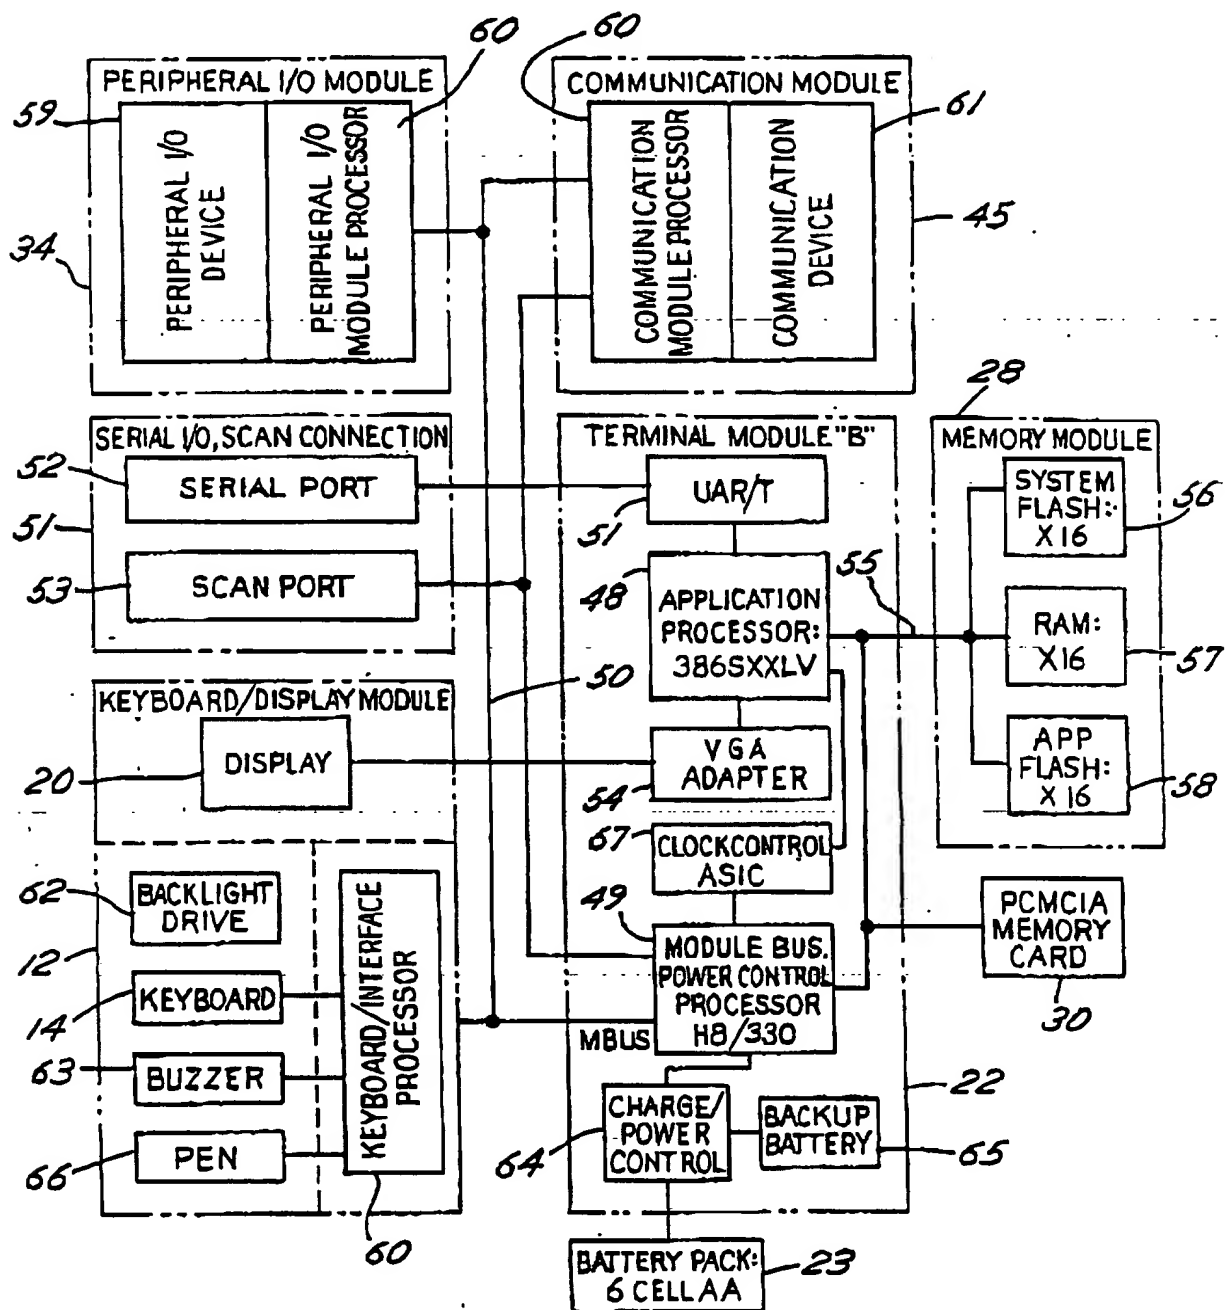 60
60
PERIPHERAL I/O MODULE
COMMUNICATION MODULE
59
61
PERIPHERAL I/O
DEVICE
PERIPHERAL I/O
MODULE PROCESSOR
COMMUNICATION
MODULE PROCESSOR
COMMUNICATION
DEVICE
45
34
28
SERIAL I/O, SCAN CONNECTION
TERMINAL MODULE "B"
MEMORY MODULE
52
SERIAL PORT
UAR/T
SYSTEM
FLASH:
X16
56
51
51
55
53
SCAN PORT
48
APPLICATION
PROCESSOR:
386SXXLV
RAM:
X16
57
50
KEYBOARD/DISPLAY MODULE
DISPLAY
20
VGA
ADAPTER
54
APP
FLASH:
X16
58
67
CLOCKCONTROL
ASIC
62
BACKLIGHT
DRIVE
KEYBOARD/INTERFACE
PROCESSOR
49
MODULE BUS.
POWER CONTROL
PROCESSOR
H8/330
PCMCIA
MEMORY
CARD
30
12
KEYBOARD
14
MBUS
63
BUZZER
22
CHARGE/
POWER
CONTROL
BACKUP
BATTERY
64
65
66
PEN
60
BATTERY PACK:
6 CELL AA
23